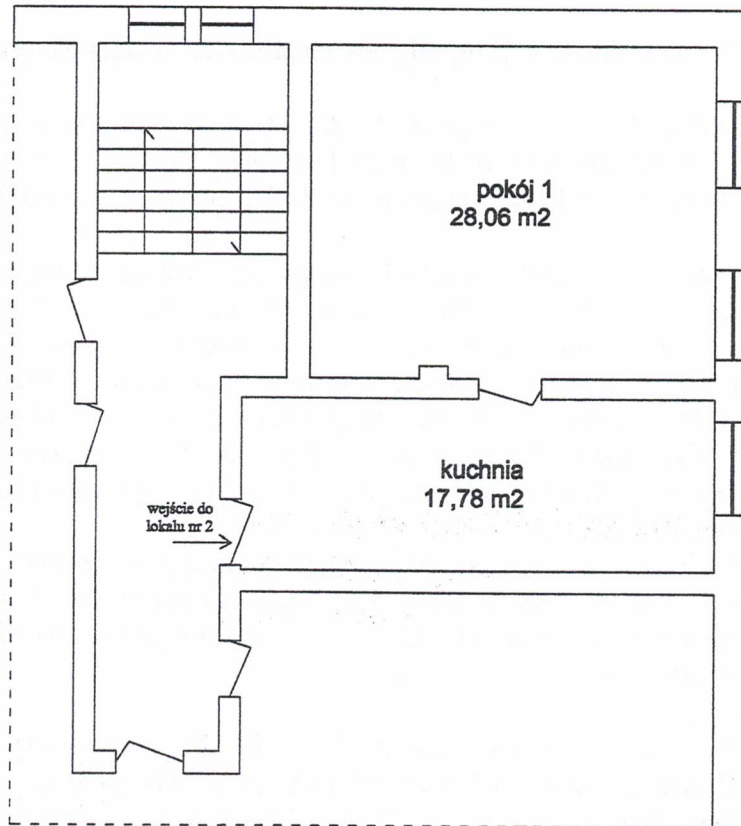 pokój 1
28,06 m2
kuchnia
17,78 m2
wejście do
lokalu nr 2